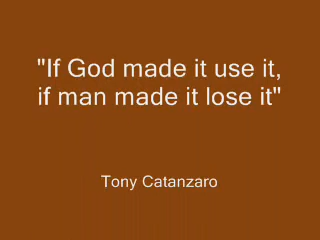 "If God made it use it,
if man made it lose it"
Tony Catanzaro